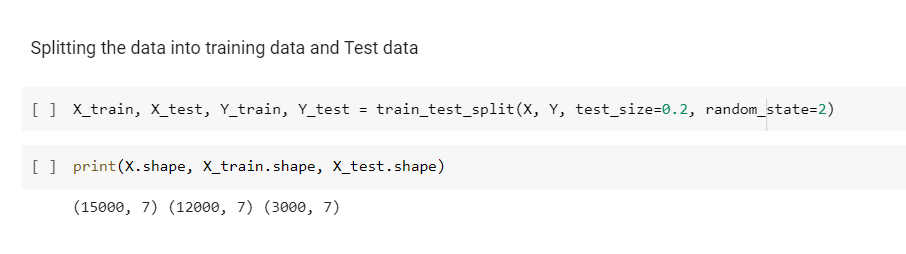 Splitting the data into training data and Test data
[ ] X_train, X_test, Y_train, Y_test = train_test_split(X, Y, test_size=0.2, random_state=2)
[ ] print(X.shape, X_train.shape, X_test.shape)
(15000, 7) (12000, 7) (3000, 7)